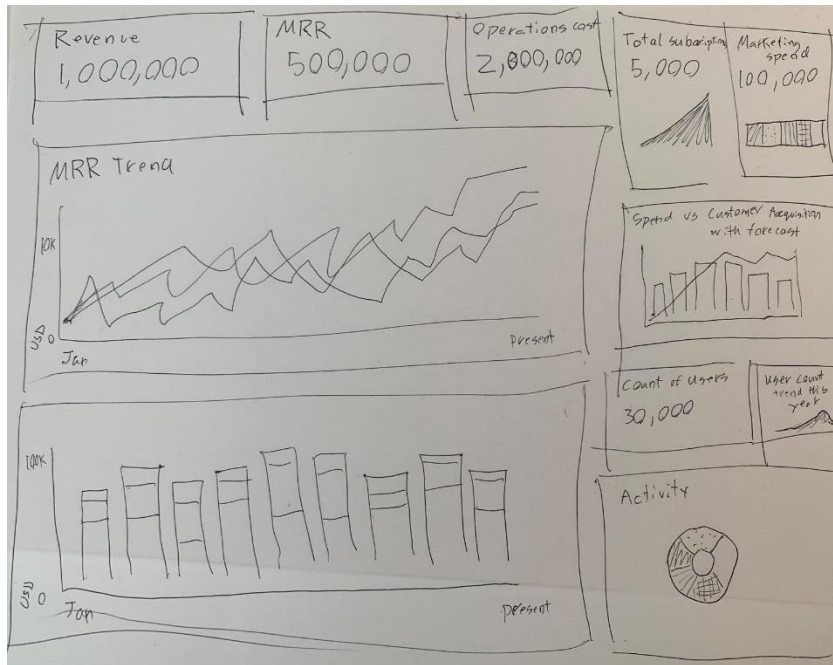 Revenue
1,000,000
MRR
500,000
Operations cost
2,000,000
Total subscription
5,000
Marketing
spend
100,000
MRR Trend
10K
USD
0
Jan
present
Spend vs Customer Acquisition
with forecast
Count of users
30,000
User count
trend this
year
100K
USD
0
Jan
present
Activity